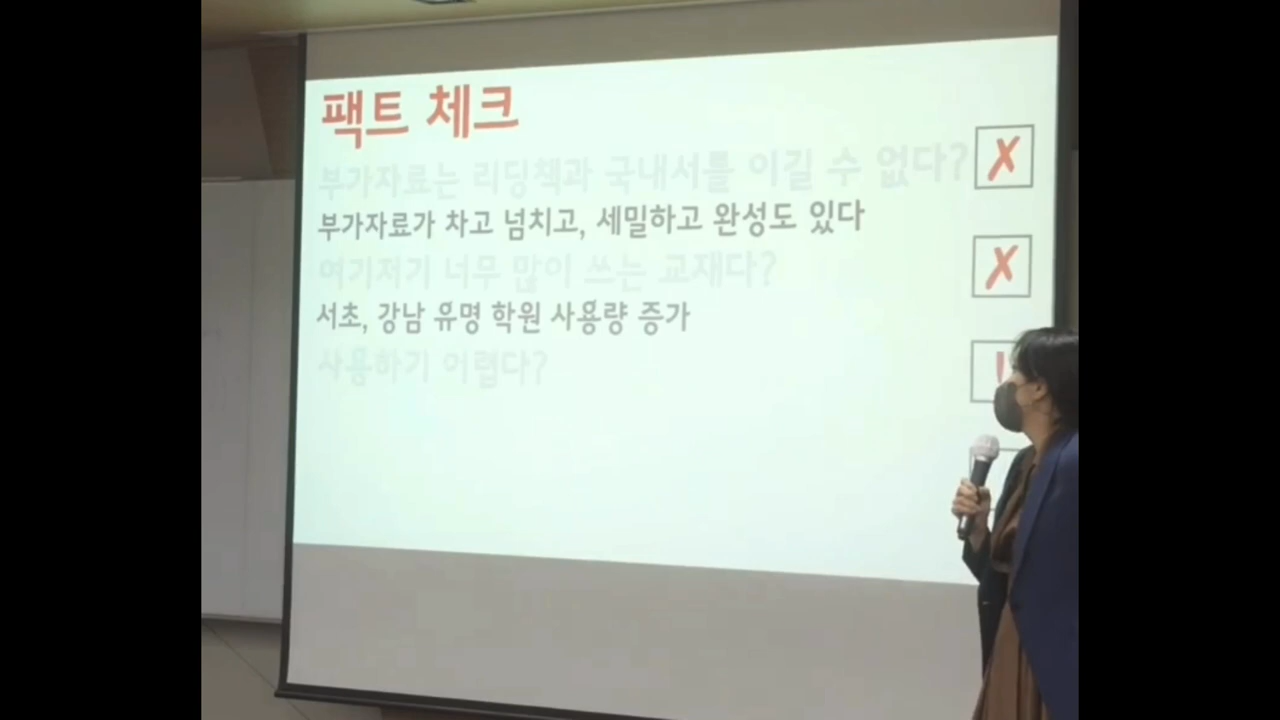 팩트 체크
부가자료는 리딩책과 국내서를 이길 수 없다?
부가자료가 차고 넘치고, 세밀하고 완성도 있다
여기저기 너무 많이 쓰는 교재다?
서초, 강남 유명 학원 사용량 증가
사용하기 어렵다?